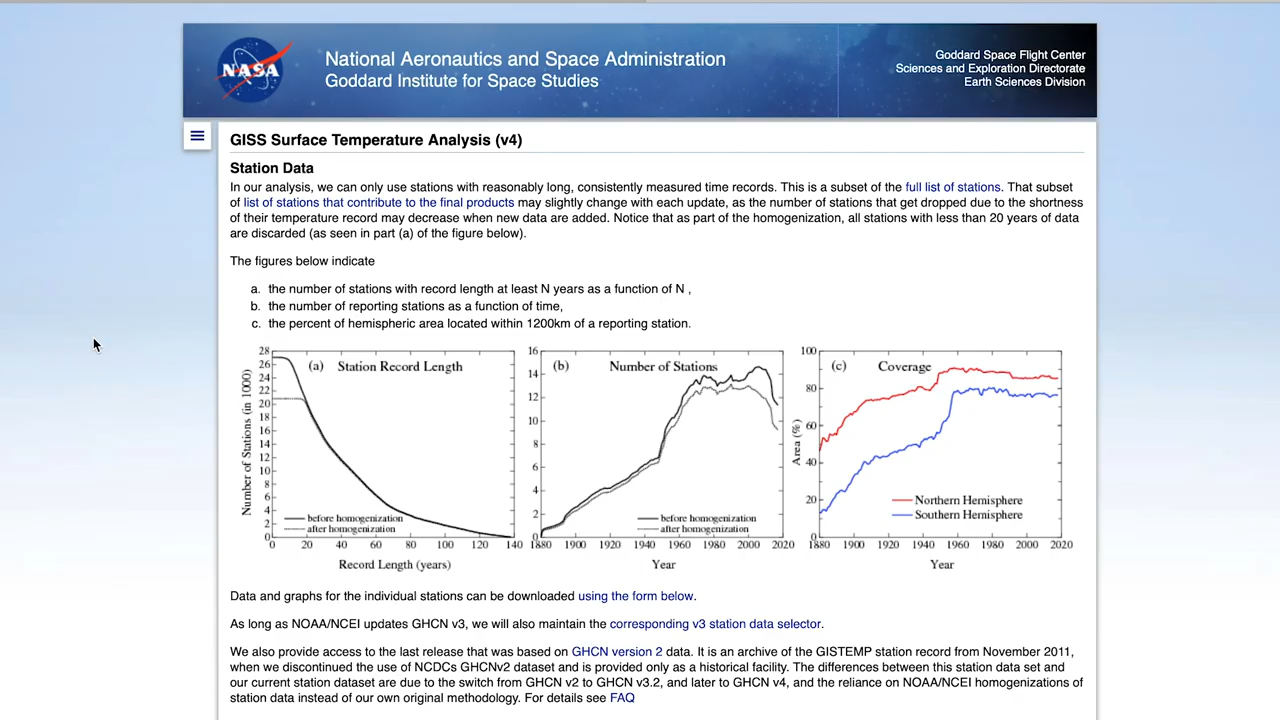 NASA
National Aeronautics and Space Administration
Goddard Institute for Space Studies
Goddard Space Flight Center
Sciences and Exploration Directorate
Earth Sciences Division
GISS Surface Temperature Analysis (v4)
Station Data
In our analysis, we can only use stations with reasonably long, consistently measured time records. This is a subset of the full list of stations. That subset
of list of stations that contribute to the final products may slightly change with each update, as the number of stations that get dropped due to the shortness
of their temperature record may decrease when new data are added. Notice that as part of the homogenization, all stations with less than 20 years of data
are discarded (as seen in part (a) of the figure below).
The figures below indicate
a. the number of stations with record length at least N years as a function of N ,
b. the number of reporting stations as a function of time,
c. the percent of hemispheric area located within 1200km of a reporting station.
(a) Station Record Length
Number of Stations (in 1000)
28
26
24
22
20
18
16
14
12
10
8
6
4
2
0
before homogenization
after homogenization
0 20 40 60 80 100 120 140
Record Length (years)
(b) Number of Stations
16
14
12
10
8
6
4
2
0
before homogenization
after homogenization
1880 1900 1920 1940 1960 1980 2000 2020
Year
(c) Coverage
Area (%)
100
80
60
40
20
0
Northern Hemisphere
Southern Hemisphere
1880 1900 1920 1940 1960 1980 2000 2020
Year
Data and graphs for the individual stations can be downloaded using the form below.
As long as NOAA/NCEI updates GHCN v3, we will also maintain the corresponding v3 station data selector.
We also provide access to the last release that was based on GHCN version 2 data. It is an archive of the GISTEMP station record from November 2011,
when we discontinued the use of NCDCs GHCNv2 dataset and is provided only as a historical facility. The differences between this station data set and
our current station dataset are due to the switch from GHCN v2 to GHCN v3.2, and later to GHCN v4, and the reliance on NOAA/NCEI homogenizations of
station data instead of our own original methodology. For details see FAQ